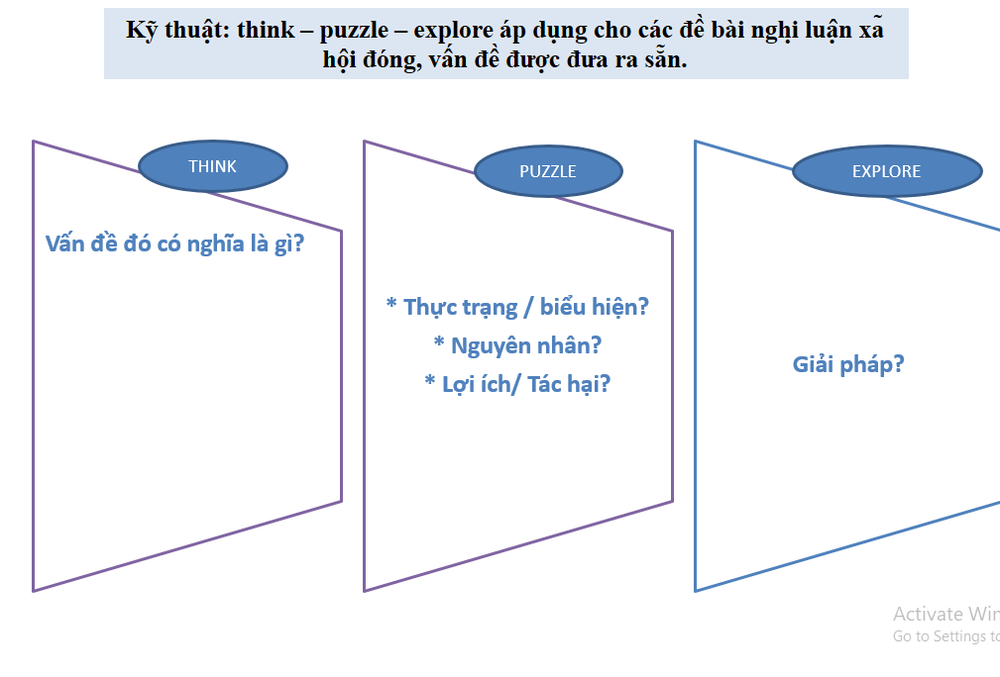 Kỹ thuật: think – puzzle – explore áp dụng cho các đề bài nghị luận xã
hội đóng, vấn đề được đưa ra sẵn.
THINK
PUZZLE
EXPLORE
Vấn đề đó có nghĩa là gì?
* Thực trạng / biểu hiện?
* Nguyên nhân?
* Lợi ích/ Tác hại?
Giải pháp?
Activate Win
Go to Settings to